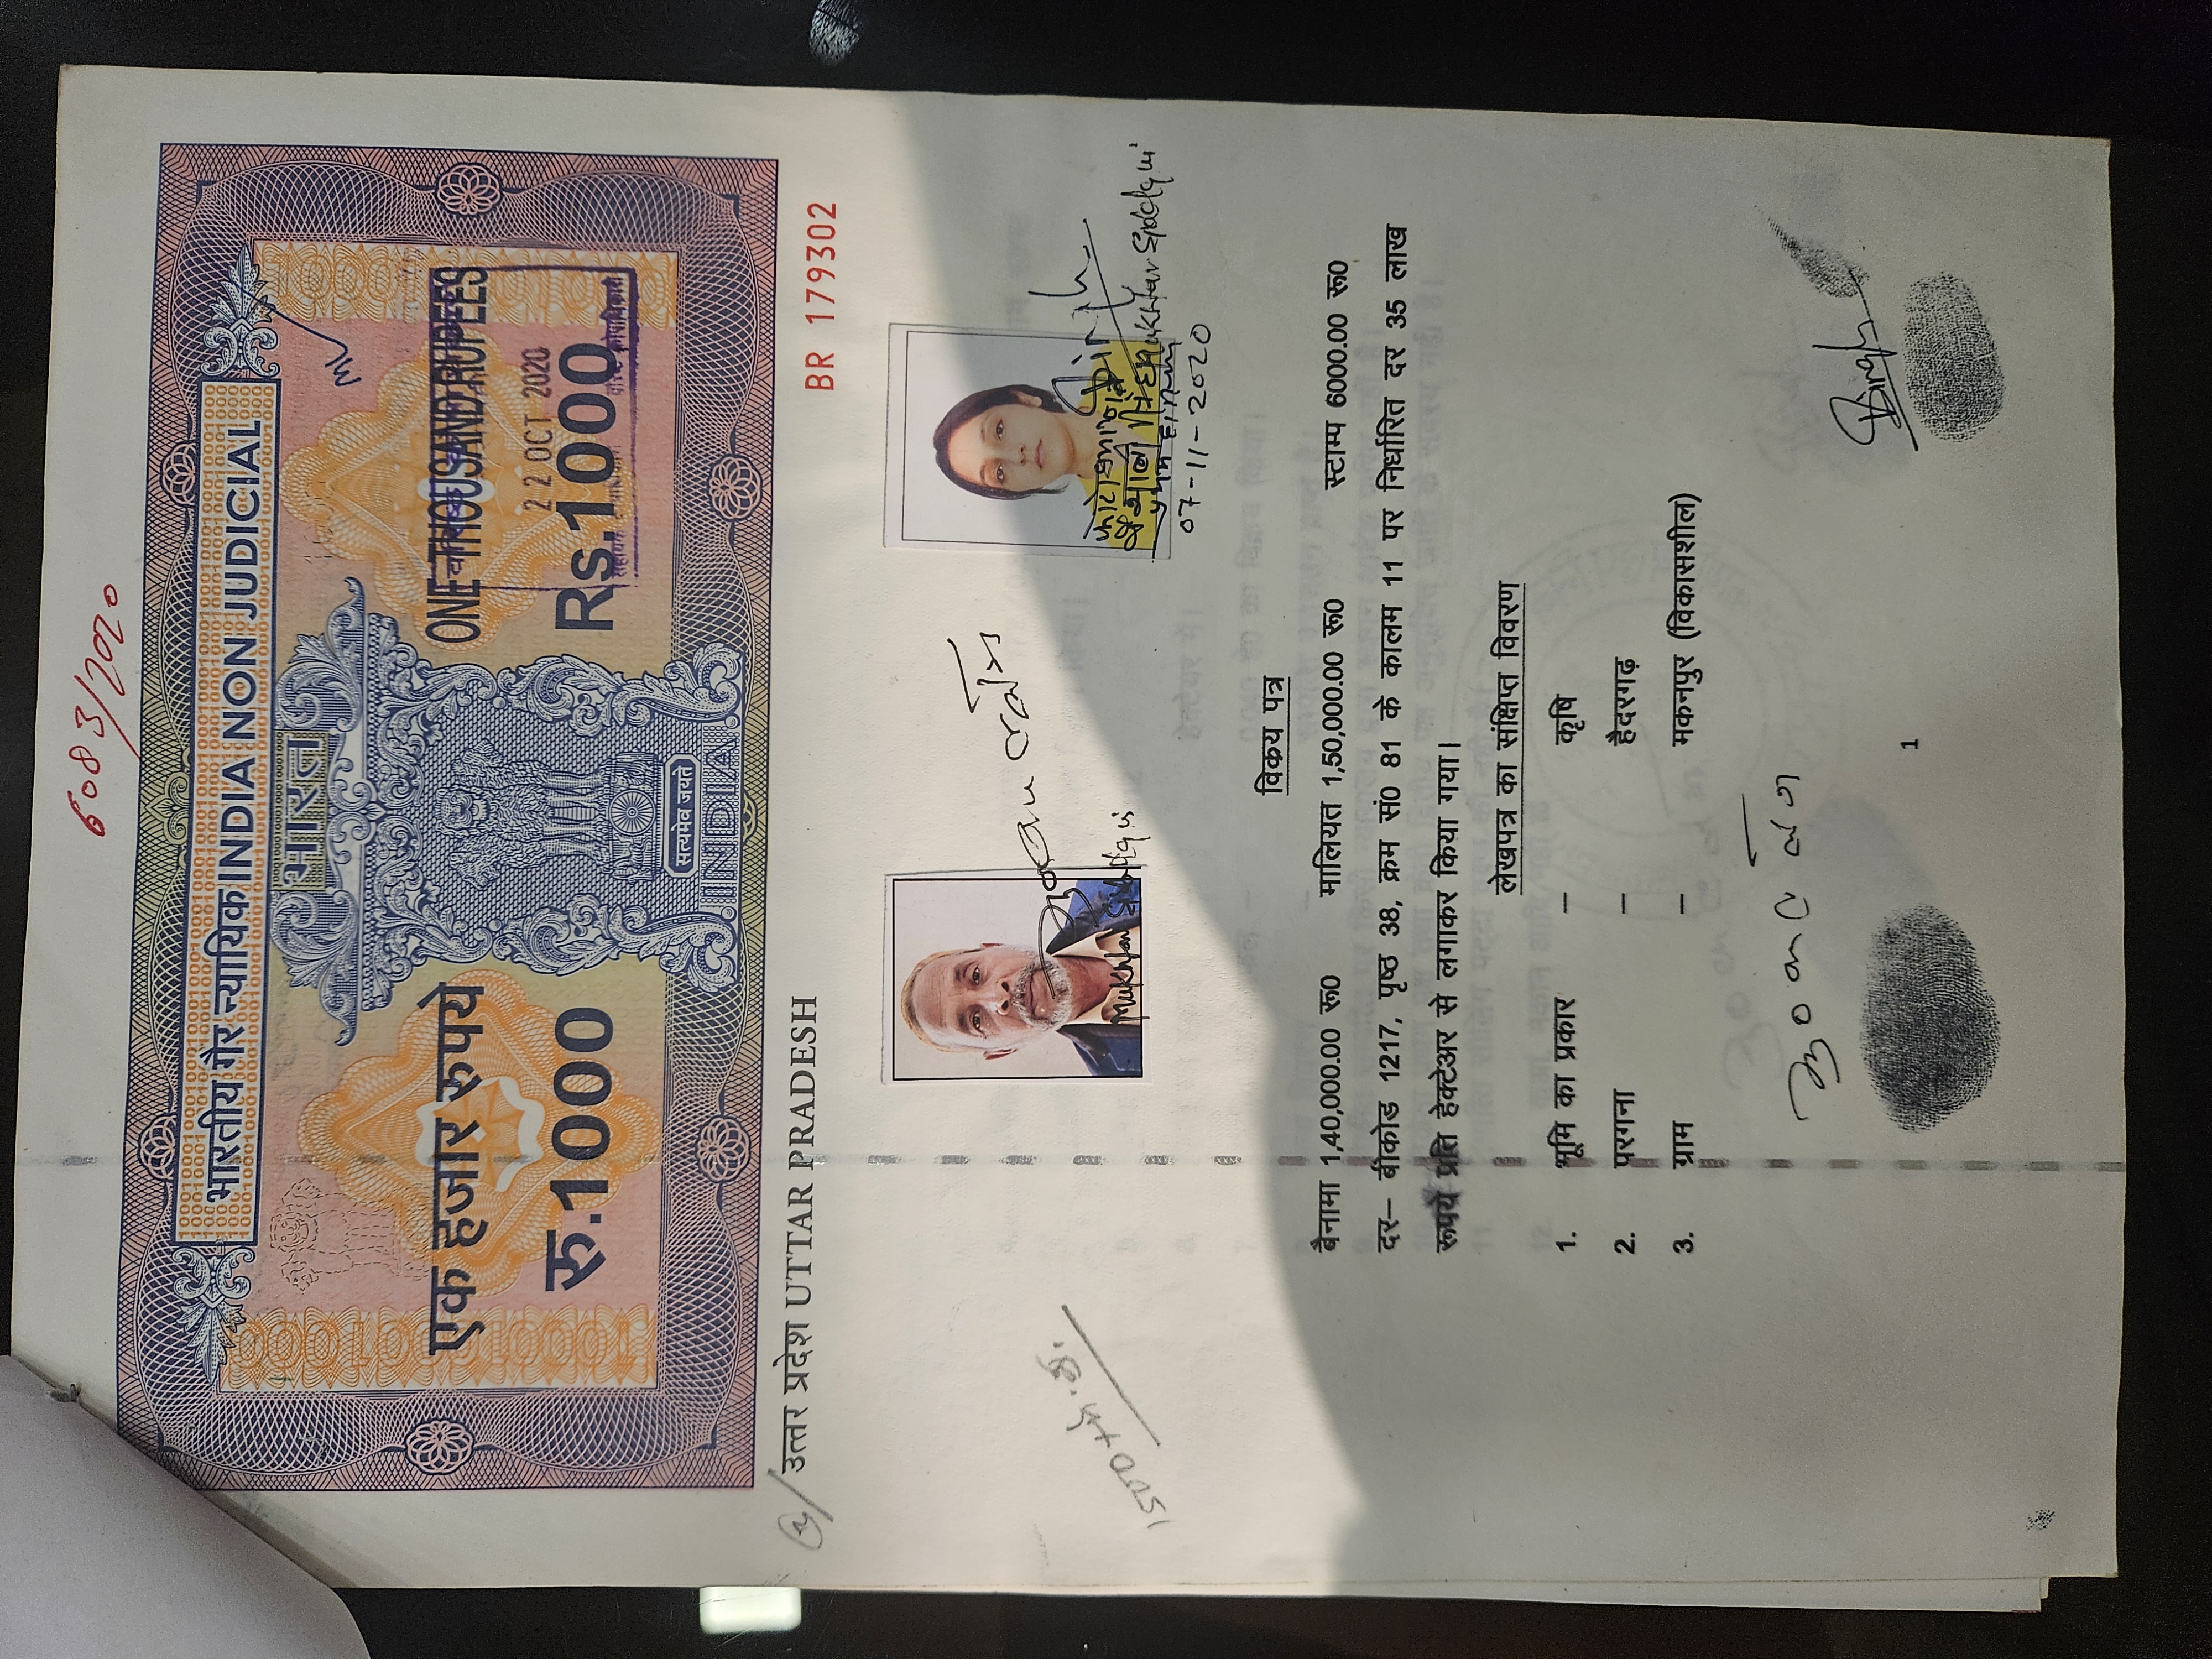 6083/2020
भारतीय गैर न्यायिक INDIA NON JUDICIAL
भारत
एक हजार रुपये
ONE THOUSAND RUPEES
22 OCT 2020
रु.1000
Rs.1000
सत्यमेव जयते
INDIA
उत्तर प्रदेश UTTAR PRADESH
BR 179302
Mukhtar Siddiqui
07-11-2020
विक्रय पत्र
बैनामा 1,40,000.00 रू0 मालियत 1,50,000.00 रू0 स्टाम्प 6000.00 रू0
दर– बीकोड 1217, पृष्ठ 38, क्रम सं0 81 के कालम 11 पर निर्धारित दर 35 लाख
रूपये प्रति हेक्टेअर से लगाकर किया गया।
लेखपत्र का संक्षिप्त विवरण
1. भूमि का प्रकार – कृषि
2. परगना – हैदरगढ़
3. ग्राम – मकनपुर (विकासशील)
1